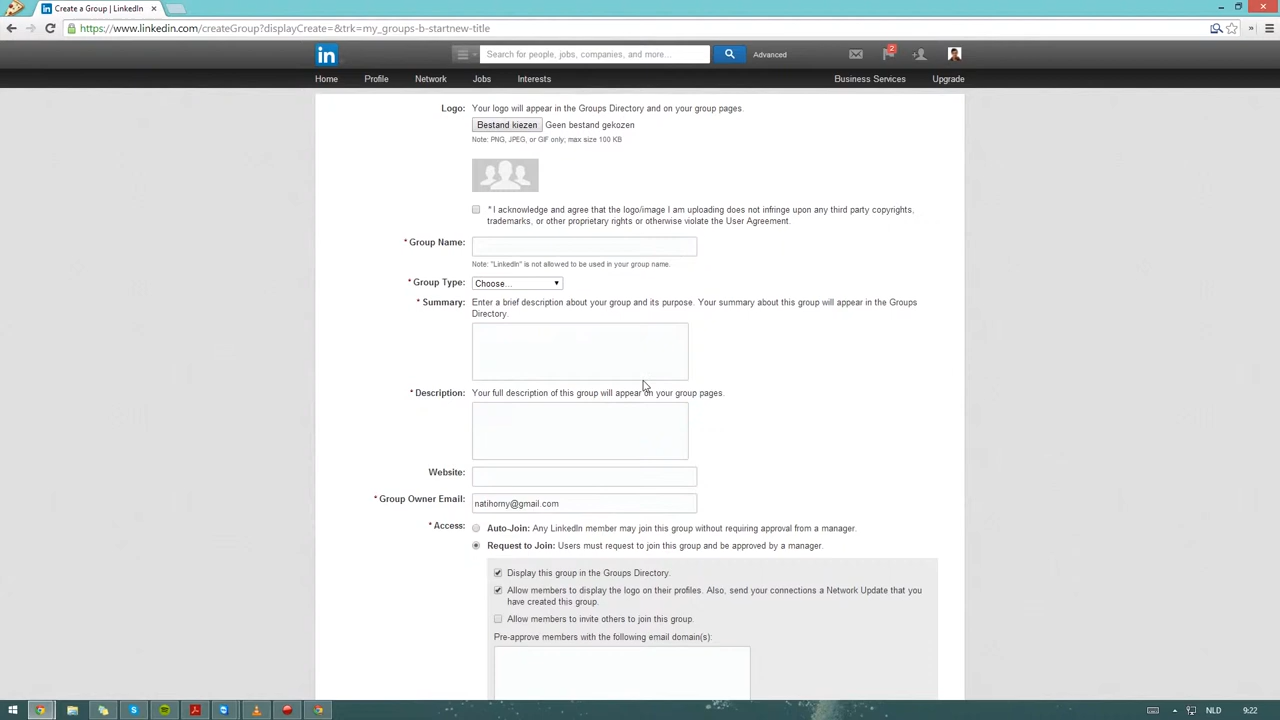 Create a Group | LinkedIn
https://www.linkedin.com/createGroup?displayCreate=&trk=my_groups-b-startnew-title
in
Search for people, jobs, companies, and more...
Advanced
2
Home
Profile
Network
Jobs
Interests
Business Services
Upgrade
Logo: Your logo will appear in the Groups Directory and on your group pages.
Bestand kiezen Geen bestand gekozen
Note: PNG, JPEG, or GIF only; max size 100 KB
* I acknowledge and agree that the logo/image I am uploading does not infringe upon any third party copyrights,
trademarks, or other proprietary rights or otherwise violate the User Agreement.
* Group Name:
Note: "LinkedIn" is not allowed to be used in your group name.
* Group Type: Choose...
* Summary: Enter a brief description about your group and its purpose. Your summary about this group will appear in the Groups
Directory.
* Description: Your full description of this group will appear on your group pages.
Website:
* Group Owner Email: natihorny@gmail.com
* Access: Auto-Join: Any LinkedIn member may join this group without requiring approval from a manager.
Request to Join: Users must request to join this group and be approved by a manager.
Display this group in the Groups Directory.
Allow members to display the logo on their profiles. Also, send your connections a Network Update that you
have created this group.
Allow members to invite others to join this group.
Pre-approve members with the following email domain(s):
NLD
9:22